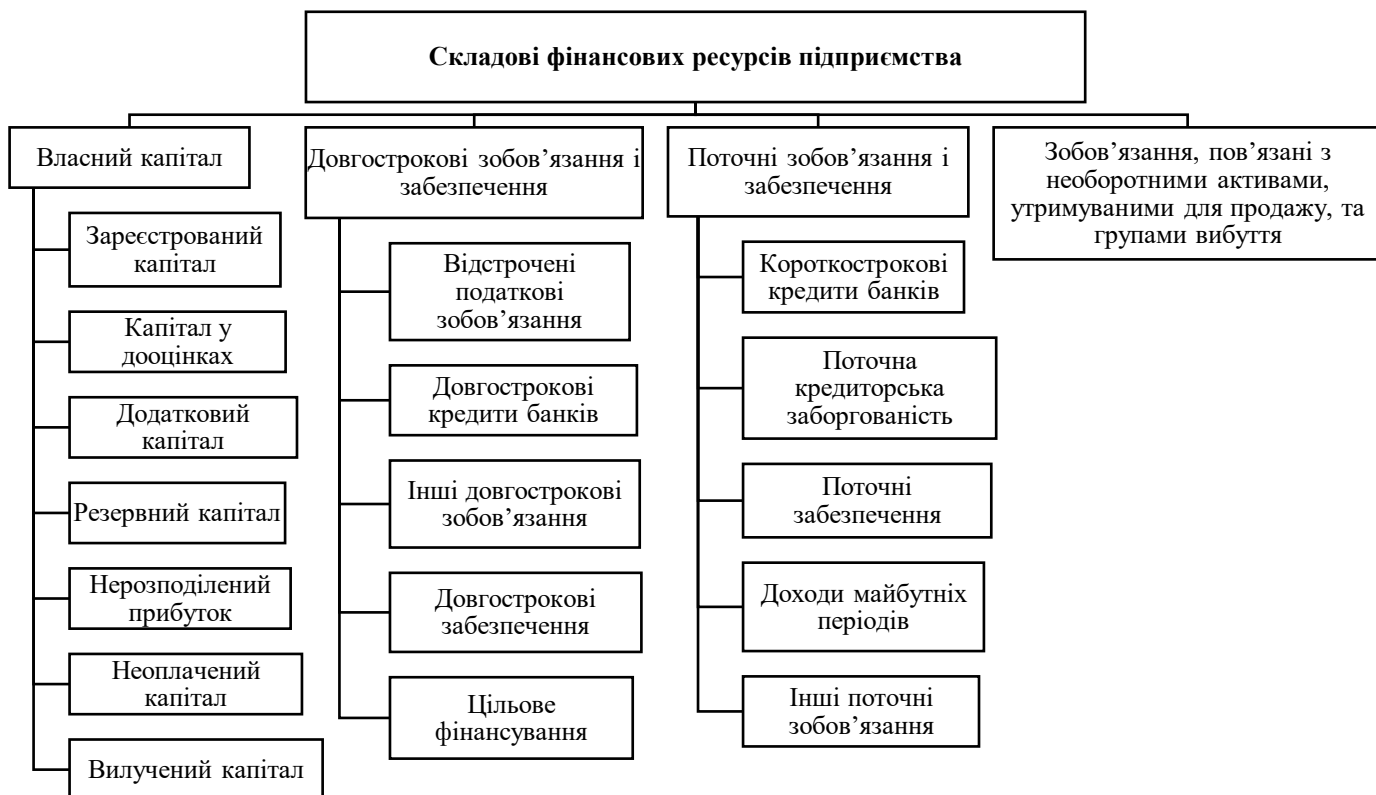 Складові фінансових ресурсів підприємства
Власний капітал
Зареєстрований
капітал
Капітал у
дооцінках
Додатковий
капітал
Резервний капітал
Нерозподілений
прибуток
Неоплачений
капітал
Вилучений капітал
Довгострокові зобов’язання і
забезпечення
Відстрочені
податкові
зобов’язання
Довгострокові
кредити банків
Інші довгострокові
зобов’язання
Довгострокові
забезпечення
Цільове
фінансування
Поточні зобов’язання і
забезпечення
Короткострокові
кредити банків
Поточна
кредиторська
заборгованість
Поточні
забезпечення
Доходи майбутніх
періодів
Інші поточні
зобов’язання
Зобов’язання, пов’язані з
необоротними активами,
утримуваними для продажу, та
групами вибуття